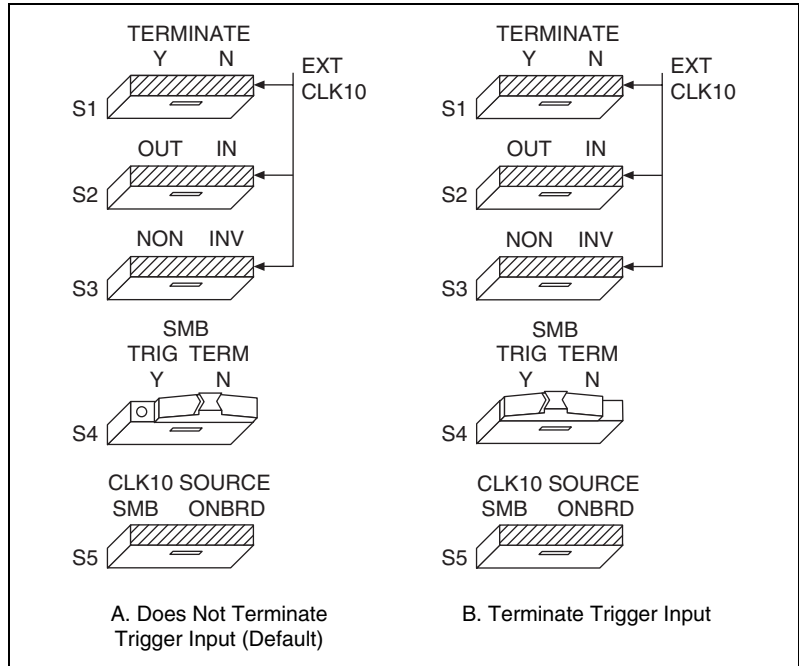 TERMINATE
Y N
EXT
CLK10
S1
OUT IN
S2
NON INV
S3
SMB
TRIG TERM
Y N
S4
CLK10 SOURCE
SMB ONBRD
S5
A. Does Not Terminate
Trigger Input (Default)
TERMINATE
Y N
EXT
CLK10
S1
OUT IN
S2
NON INV
S3
SMB
TRIG TERM
Y N
S4
CLK10 SOURCE
SMB ONBRD
S5
B. Terminate Trigger Input